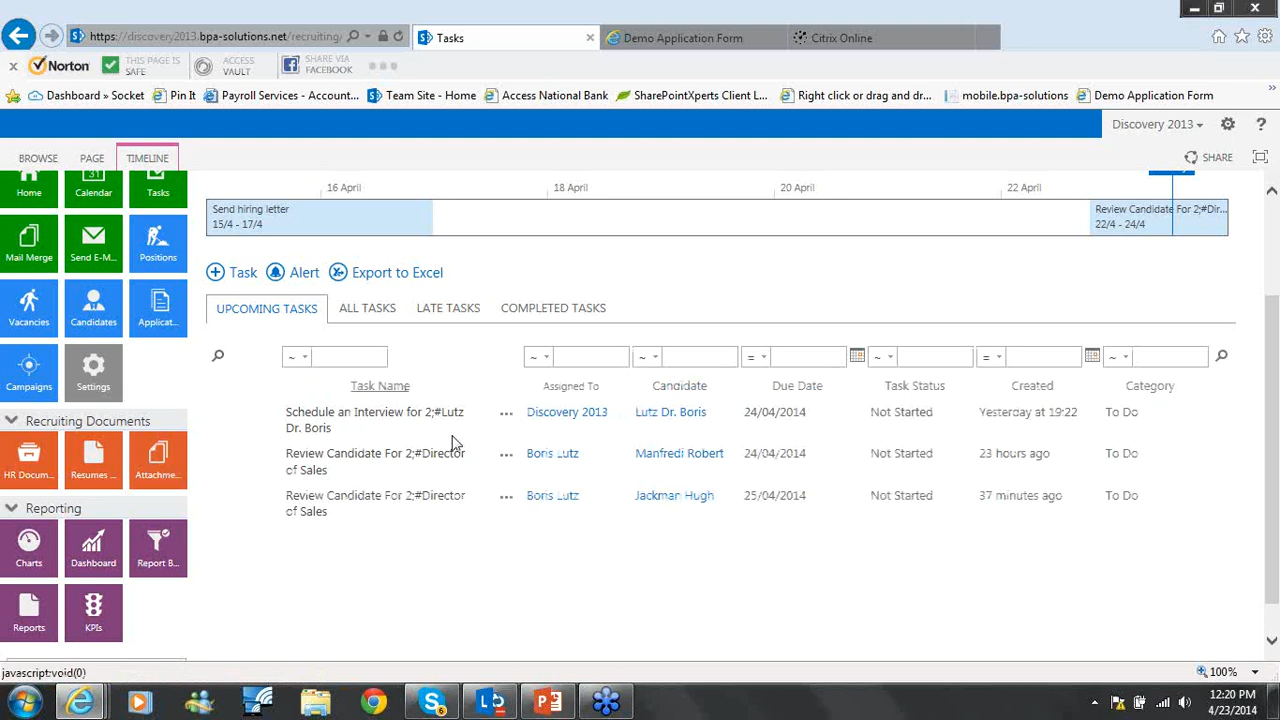 https://discovery2013.bpa-solutions.net/recruiting/
Tasks
Demo Application Form
Citrix Online
Norton
THIS PAGE IS SAFE
ACCESS VAULT
SHARE VIA FACEBOOK
Dashboard » Socket
Pin It
Payroll Services - Account...
Team Site - Home
Access National Bank
SharePointXperts Client L...
Right click or drag and dr...
mobile.bpa-solutions
Demo Application Form
Discovery 2013
?
BROWSE
PAGE
TIMELINE
SHARE
Home
31
Calendar
Tasks
Mail Merge
Send E-M...
Positions
Vacancies
Candidates
Applicat...
Campaigns
Settings
Recruiting Documents
HR Docum...
Resumes ...
Attachme...
Reporting
Charts
Dashboard
Report B...
Reports
KPIs
16 April
18 April
20 April
22 April
Send hiring letter
15/4 - 17/4
Review Candidate For 2;#Dir...
22/4 - 24/4
Task
Alert
Export to Excel
UPCOMING TASKS
ALL TASKS
LATE TASKS
COMPLETED TASKS
~ ~ ~ = ~ = ~
Task Name Assigned To Candidate Due Date Task Status Created Category
Schedule an Interview for 2;#Lutz ... Discovery 2013 Lutz Dr. Boris 24/04/2014 Not Started Yesterday at 19:22 To Do
Dr. Boris
Review Candidate For 2;#Director ... Boris Lutz Manfredi Robert 24/04/2014 Not Started 23 hours ago To Do
of Sales
Review Candidate For 2;#Director ... Boris Lutz Jackman Hugh 25/04/2014 Not Started 37 minutes ago To Do
of Sales
javascript:void(0)
100%
12:20 PM
4/23/2014